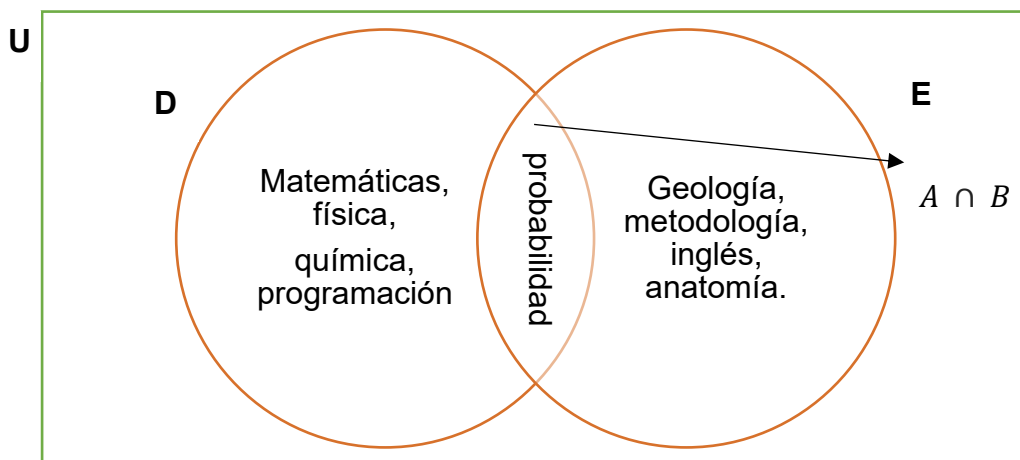 U
D
E
Matemáticas,
física,
química,
programación
probabilidad
Geología,
metodología,
inglés,
anatomía.
A ∩ B